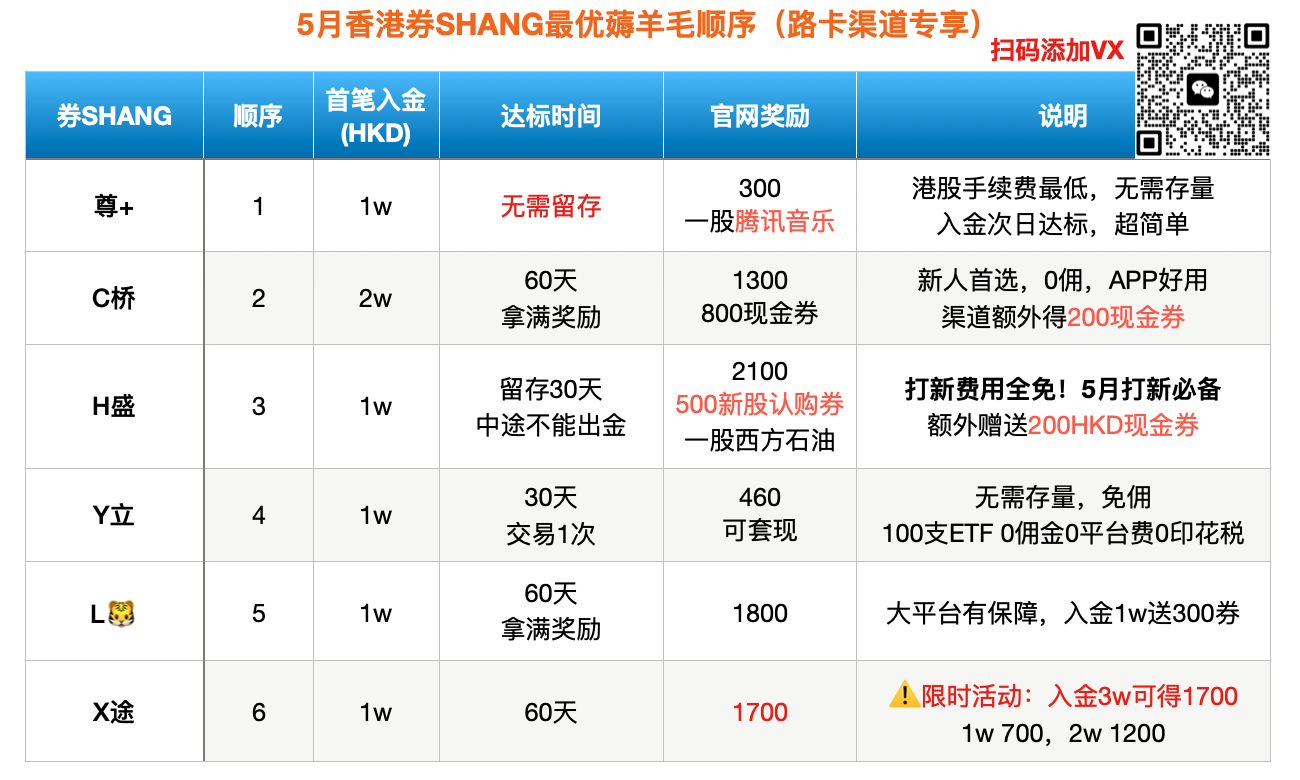 5月香港券SHANG最优薅羊毛顺序（路卡渠道专享）
扫码添加VX
券SHANG
顺序
首笔入金
(HKD)
达标时间
官网奖励
说明
尊+
1
1w
无需留存
300
一股腾讯音乐
港股手续费最低，无需存量
入金次日达标，超简单
C桥
2
2w
60天
拿满奖励
1300
800现金券
新人首选，0佣，APP好用
渠道额外得200现金券
H盛
3
1w
留存30天
中途不能出金
2100
500新股认购券
一股西方石油
打新费用全免！5月打新必备
额外赠送200HKD现金券
Y立
4
1w
30天
交易1次
460
可套现
无需存量，免佣
100支ETF 0佣金0平台费0印花税
L🐯
5
1w
60天
拿满奖励
1800
大平台有保障，入金1w送300券
X途
6
1w
60天
1700
⚠️限时活动：入金3w可得1700
1w 700，2w 1200